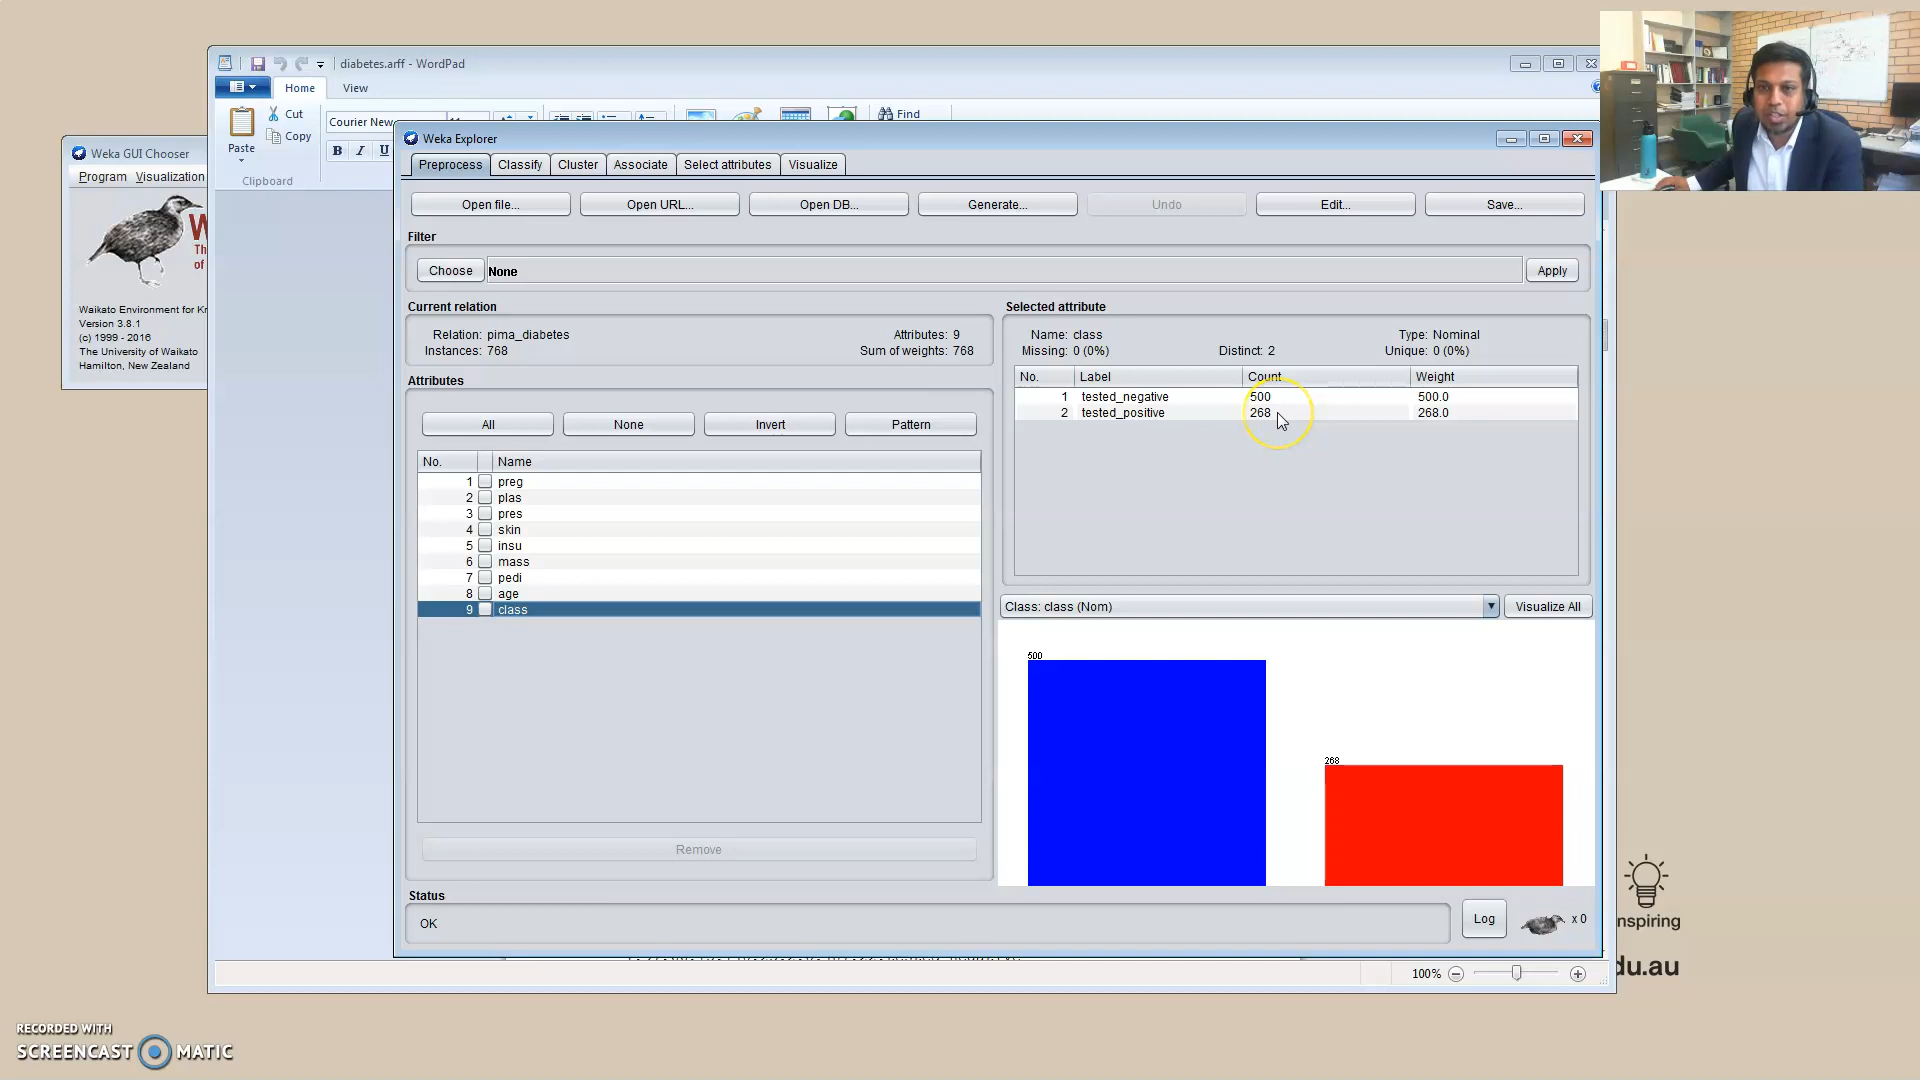 diabetes.arff - WordPad
Home View
Cut
Copy
Paste
Clipboard
Courier New
B I U
Find
Weka GUI Chooser
Program Visualization
W
Th
of
Waikato Environment for Kr
Version 3.8.1
(c) 1999 - 2016
The University of Waikato
Hamilton, New Zealand
Weka Explorer
Preprocess Classify Cluster Associate Select attributes Visualize
Open file... Open URL... Open DB... Generate... Undo Edit... Save...
Filter
Choose None Apply
Current relation
Relation: pima_diabetes Attributes: 9
Instances: 768 Sum of weights: 768
Attributes
All None Invert Pattern
No. Name
1 preg
2 plas
3 pres
4 skin
5 insu
6 mass
7 pedi
8 age
9 class
Remove
Selected attribute
Name: class Type: Nominal
Missing: 0 (0%) Distinct: 2 Unique: 0 (0%)
No. Label Count Weight
1 tested_negative 500 500.0
2 tested_positive 268 268.0
Class: class (Nom) Visualize All
500
268
Status
OK
Log x 0
100%
nspiring
du.au
RECORDED WITH
SCREENCAST MATIC